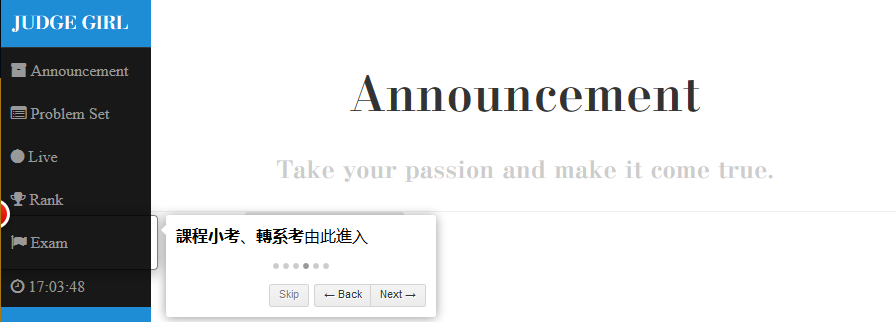 JUDGE GIRL
Announcement
Problem Set
Live
Rank
Exam
17:03:48
Announcement
Take your passion and make it come true.
課程小考、轉系考由此進入
Skip
← Back
Next →